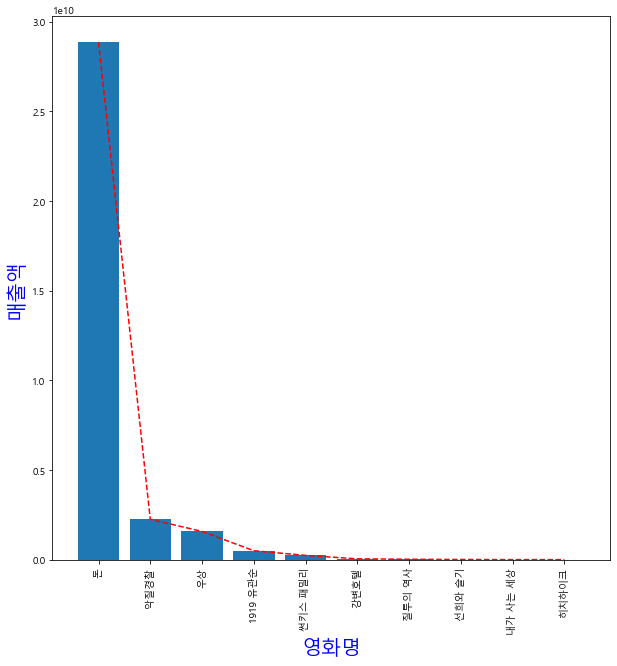 1e10
3.0
2.5
2.0
1.5
1.0
0.5
0.0
매출액
돈
악질경찰
우상
1919 유관순
썬키스 패밀리
강변호텔
질투의 역사
선희와 슬기
내가 사는 세상
히치하이크
영화명